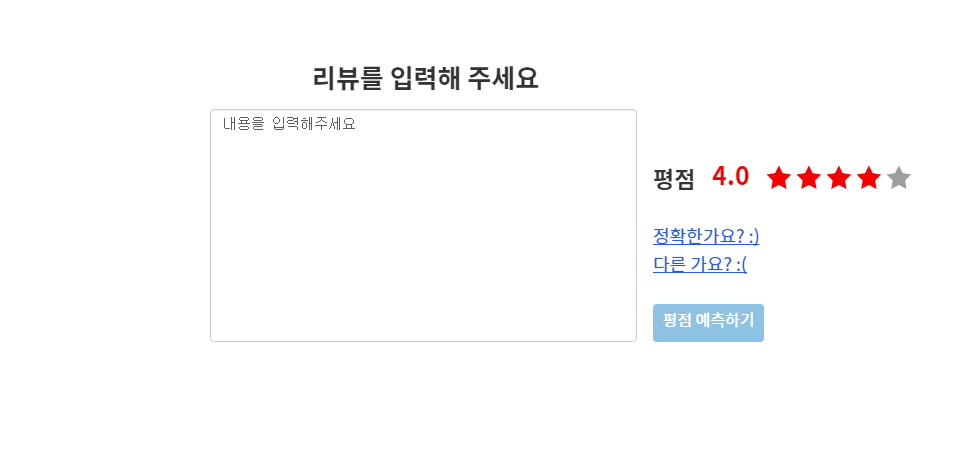 리뷰를 입력해 주세요
내용을 입력해주세요
평점 4.0
정확한가요? :)
다른 가요? :(
평점 예측하기